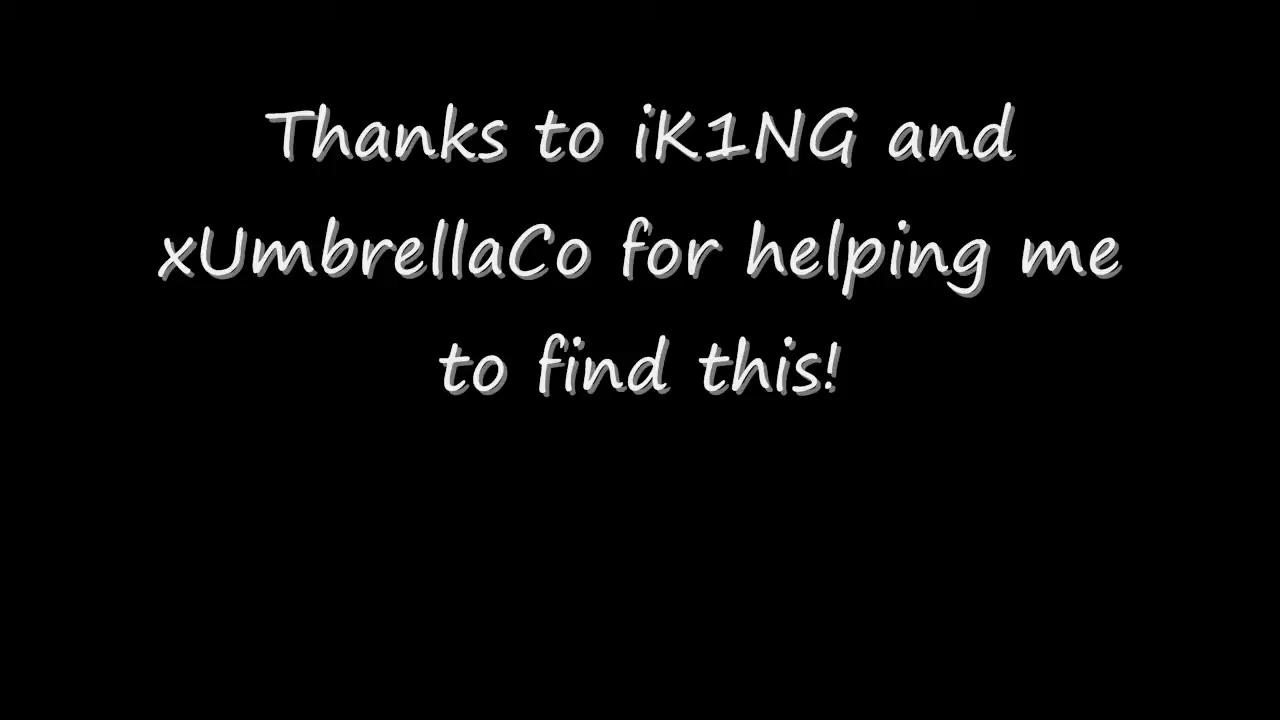 Thanks to iK1NG and
xUmbrellaCo for helping me
to find this!